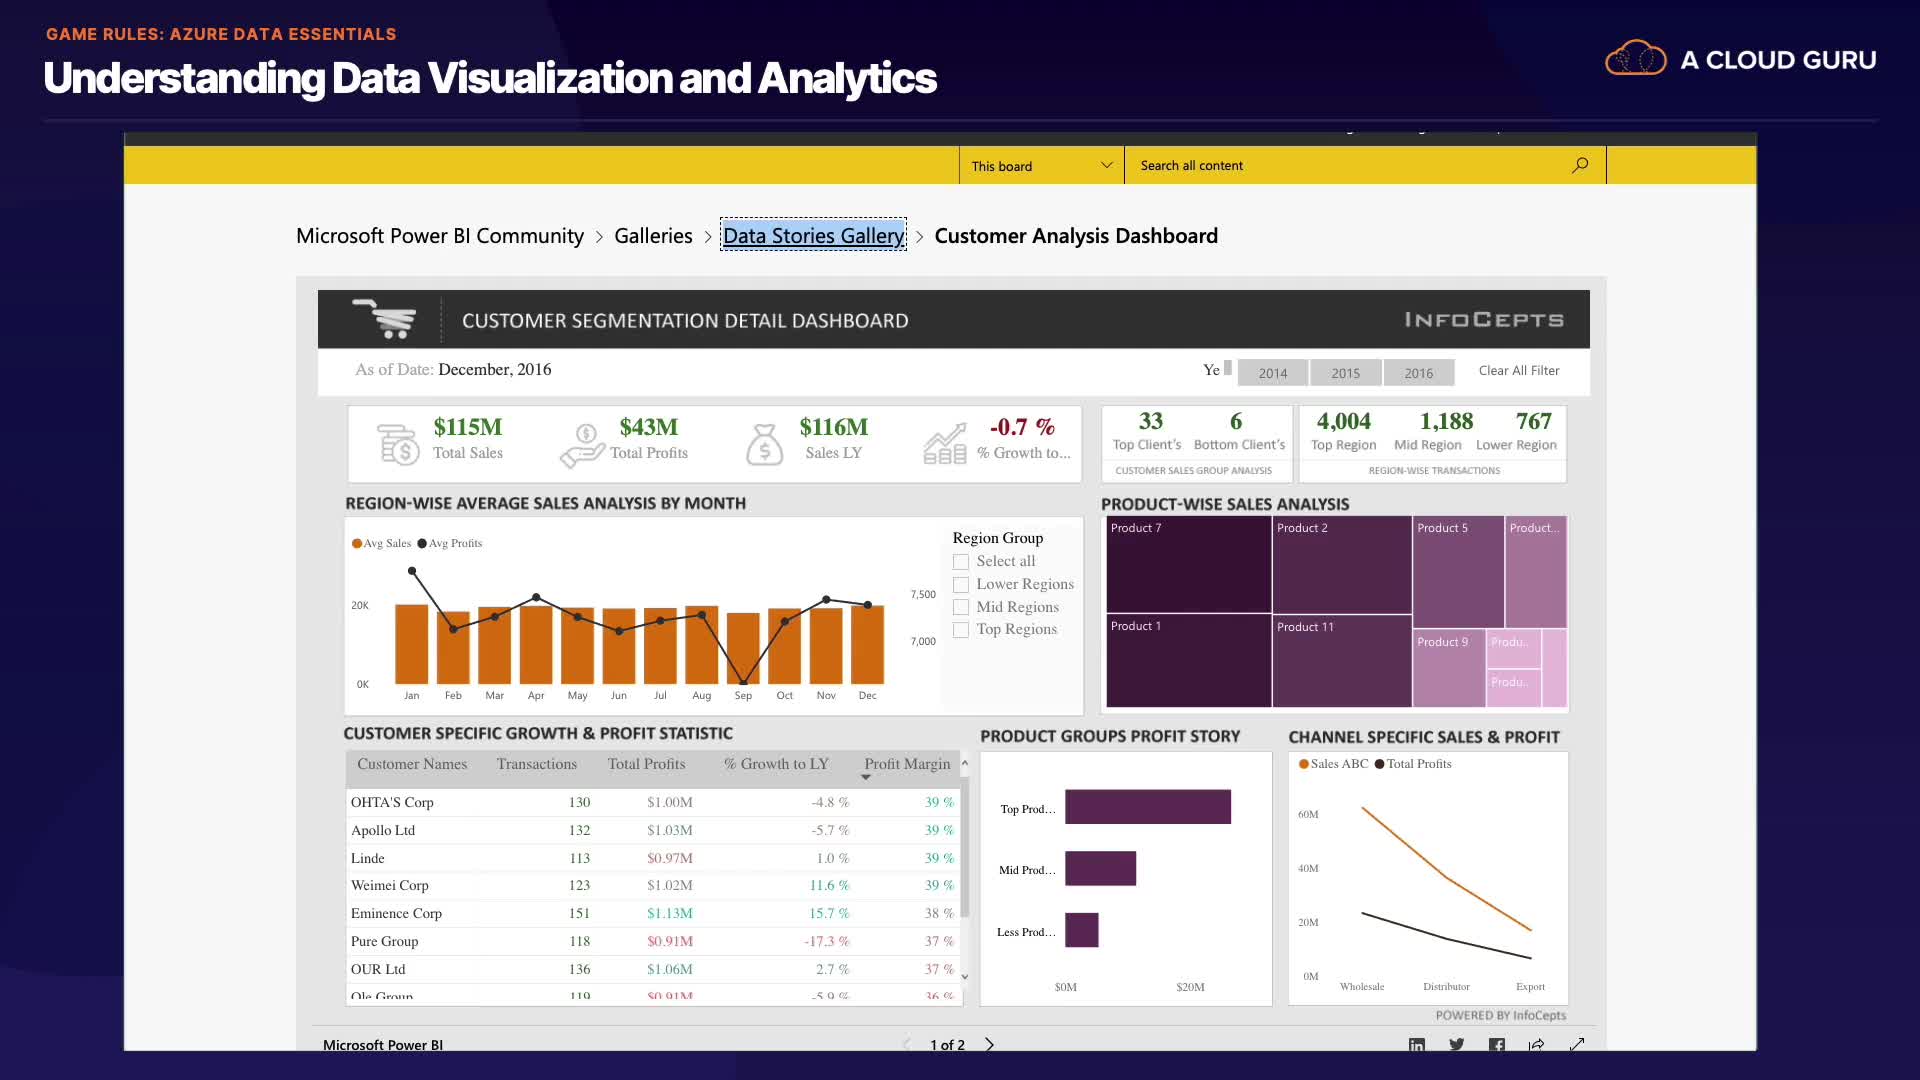 GAME RULES: AZURE DATA ESSENTIALS
Understanding Data Visualization and Analytics
A CLOUD GURU
This board
Search all content
Microsoft Power BI Community > Galleries > Data Stories Gallery > Customer Analysis Dashboard
CUSTOMER SEGMENTATION DETAIL DASHBOARD
INFOCEPTS
As of Date: December, 2016
Ye
2014 2015 2016
Clear All Filter
$115M $43M $116M -0.7 %
Total Sales Total Profits Sales LY % Growth to...
33 6
Top Client's Bottom Client's
CUSTOMER SALES GROUP ANALYSIS
4,004 1,188 767
Top Region Mid Region Lower Region
REGION-WISE TRANSACTIONS
REGION-WISE AVERAGE SALES ANALYSIS BY MONTH
Avg Sales Avg Profits
20K
0K
7,500
7,000
Jan Feb Mar Apr May Jun Jul Aug Sep Oct Nov Dec
Region Group
Select all
Lower Regions
Mid Regions
Top Regions
PRODUCT-WISE SALES ANALYSIS
Product 7 Product 2 Product 5 Product...
Product 1 Product 11 Product 9 Produ..
Produ..
CUSTOMER SPECIFIC GROWTH & PROFIT STATISTIC
Customer Names Transactions Total Profits % Growth to LY Profit Margin
OHTA'S Corp 130 $1.00M -4.8 % 39 %
Apollo Ltd 132 $1.03M -5.7 % 39 %
Linde 113 $0.97M 1.0 % 39 %
Weimei Corp 123 $1.02M 11.6 % 39 %
Eminence Corp 151 $1.13M 15.7 % 38 %
Pure Group 118 $0.91M -17.3 % 37 %
OUR Ltd 136 $1.06M 2.7 % 37 %
Ole Group 119 $0.91M -5.9 % 36 %
PRODUCT GROUPS PROFIT STORY
Top Prod...
Mid Prod...
Less Prod...
$0M $20M
CHANNEL SPECIFIC SALES & PROFIT
Sales ABC Total Profits
60M
40M
20M
0M
Wholesale Distributor Export
POWERED BY InfoCepts
Microsoft Power BI
1 of 2